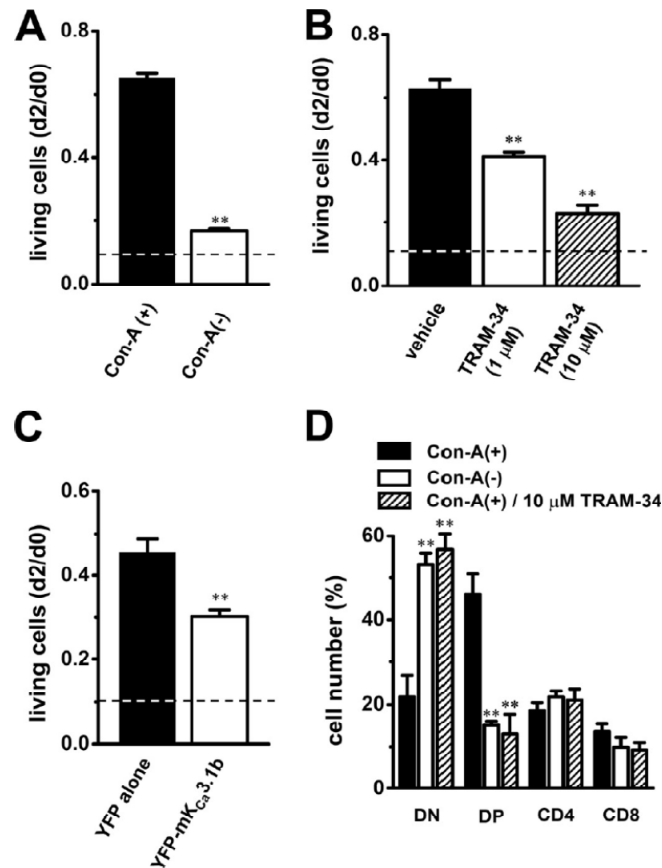 A
living cells (d2/d0)
0.8
0.4
0.0
**
Con-A (+)
Con-A(-)
B
living cells (d2/d0)
0.8
0.4
0.0
**
**
vehicle
TRAM-34
(1 μM)
TRAM-34
(10 μM)
C
living cells (d2/d0)
0.6
0.4
0.2
0.0
**
YFP alone
YFP-mKCa3.1b
D
Con-A(+)
Con-A(-)
Con-A(+) / 10 μM TRAM-34
cell number (%)
60
40
20
0
**
**
**
**
DN
DP
CD4
CD8